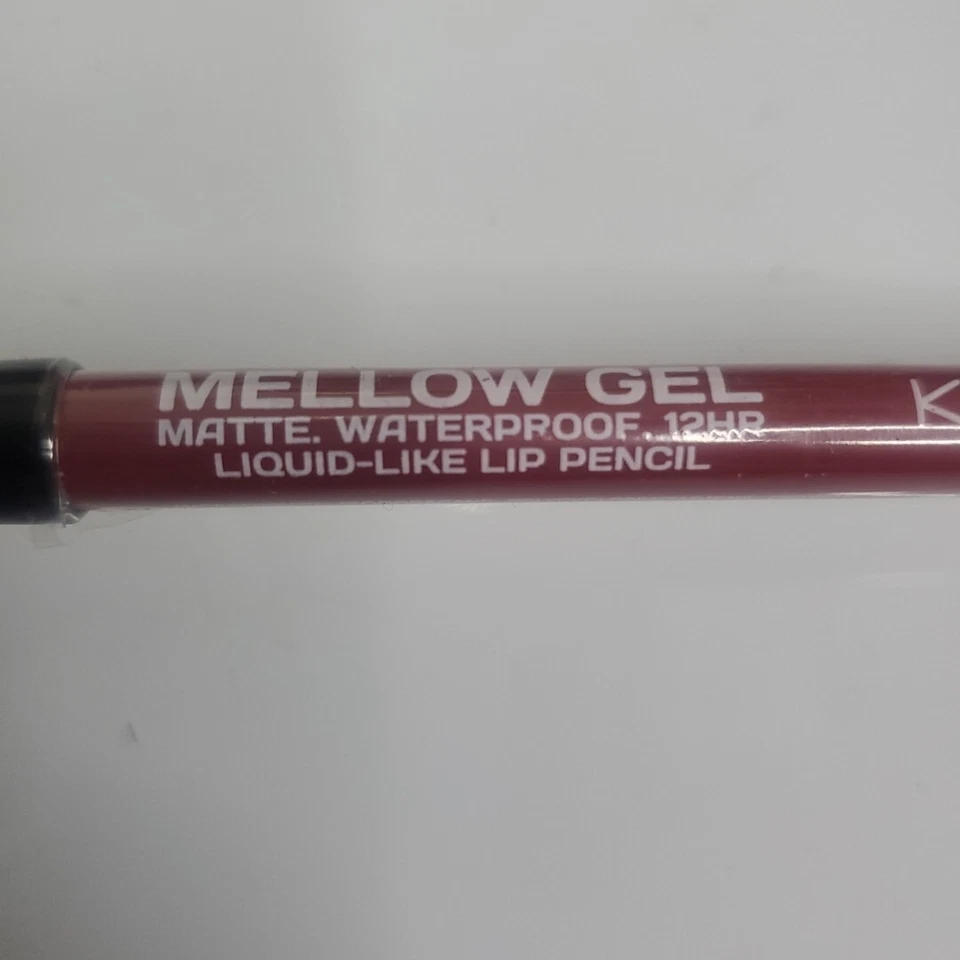 MELLOW GEL
MATTE. WATERPROOF. 12HR
LIQUID-LIKE LIP PENCIL
K